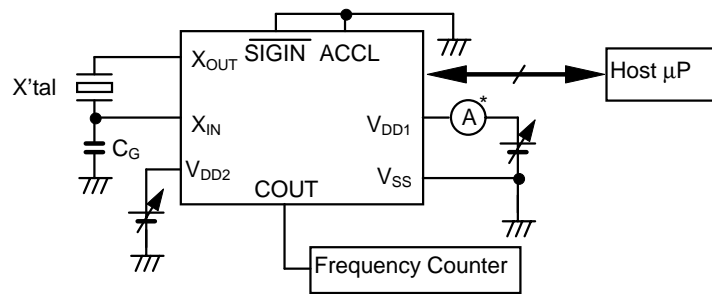 SIGIN ACCL
X'tal
XOUT
Host µP
XIN
VDD1
A *
CG
VDD2
VSS
COUT
Frequency Counter